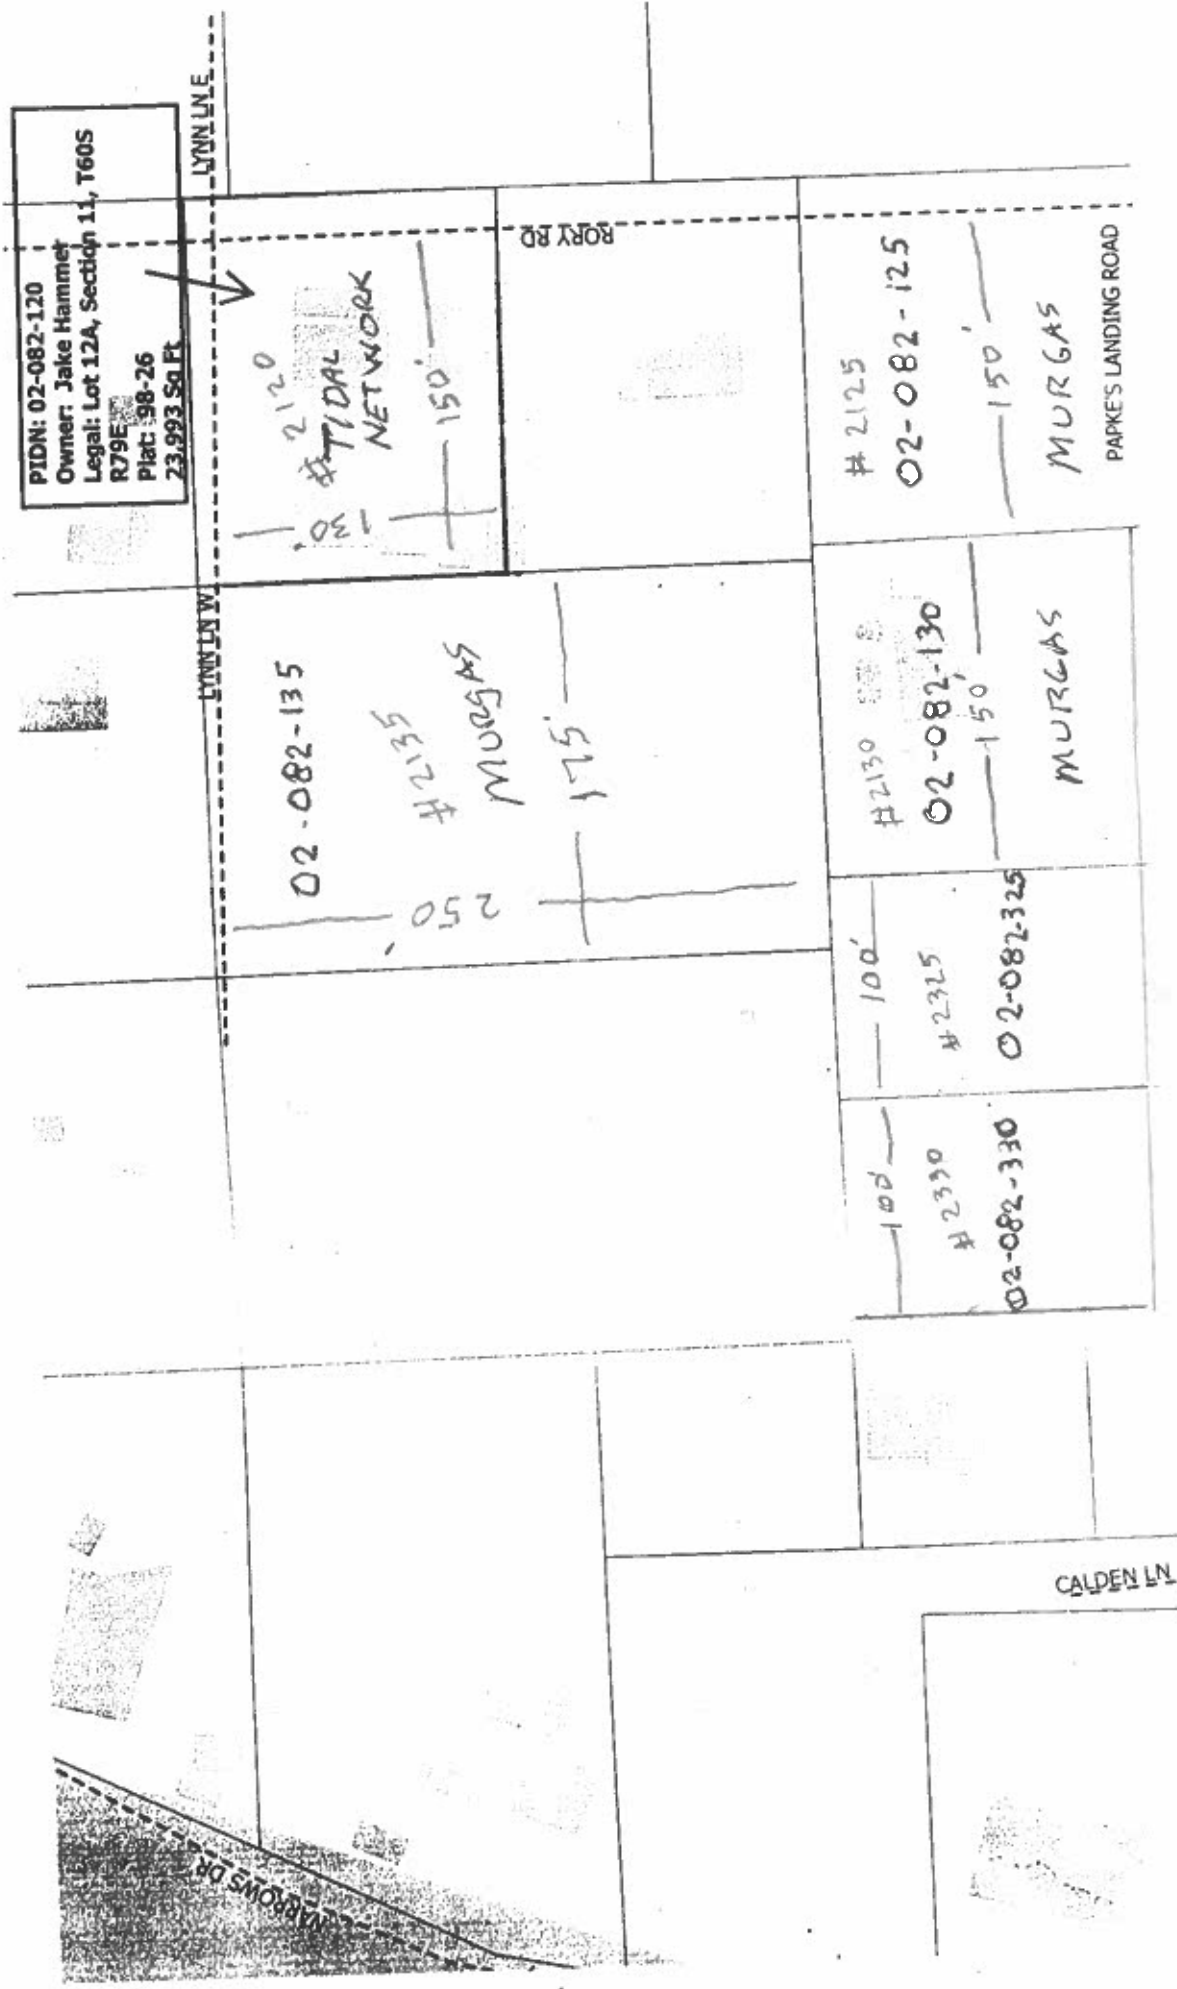 PIDN: 02-082-120
Owner: Jake Hammer
Legal: Lot 12A, Section 11, T60S
R79E
Plat: 98-26
23,993 Sq Ft
LYNN LN E
LYNN LN W
# 2120
TIDAL
NETWORK
130'
150'
RORY RD
02-082-135
#2135
MURGAS
175'
250'
# 2125
02-082-125
150'
MURGAS
PAPKE'S LANDING ROAD
#2130
02-082-130
150'
MURGAS
100'
#2325
02-082-325
100'
#2330
02-082-330
CALDEN LN
NARROWS DR